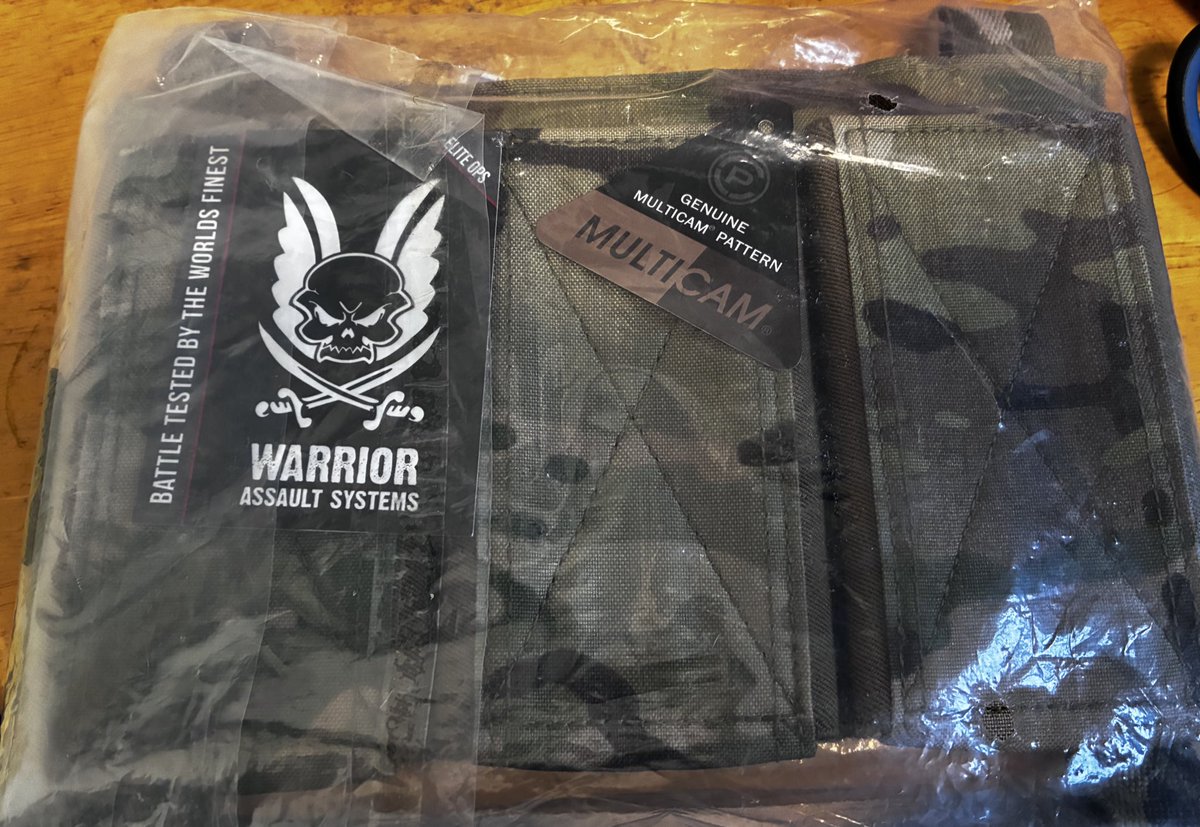 BATTLE TESTED BY THE WORLDS FINEST
ELITE OPS
WARRIOR
ASSAULT SYSTEMS
P
GENUINE
MULTICAM® PATTERN
MULTICAM®